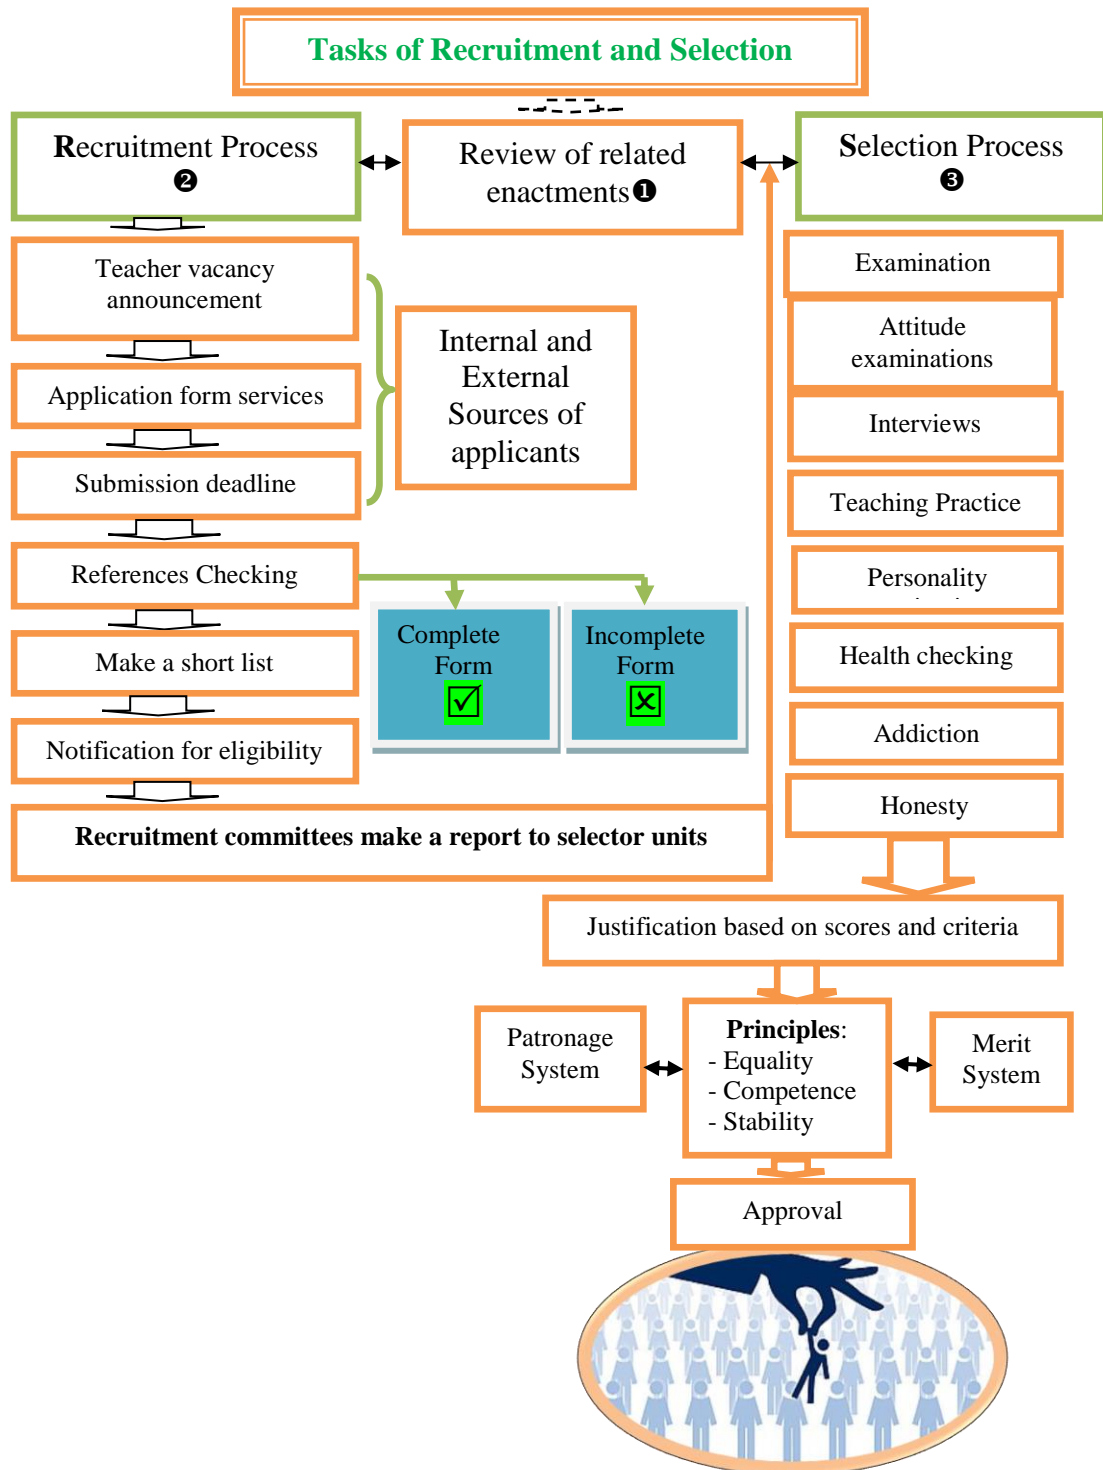 Tasks of Recruitment and Selection
Recruitment Process
❷
Review of related
enactments❶
Selection Process
❸
Teacher vacancy
announcement
Application form services
Submission deadline
Internal and
External
Sources of
applicants
References Checking
Complete
Form
☑
Incomplete
Form
☒
Make a short list
Notification for eligibility
Recruitment committees make a report to selector units
Examination
Attitude
examinations
Interviews
Teaching Practice
Personality
Health checking
Addiction
Honesty
Justification based on scores and criteria
Patronage
System
Principles:
- Equality
- Competence
- Stability
Merit
System
Approval